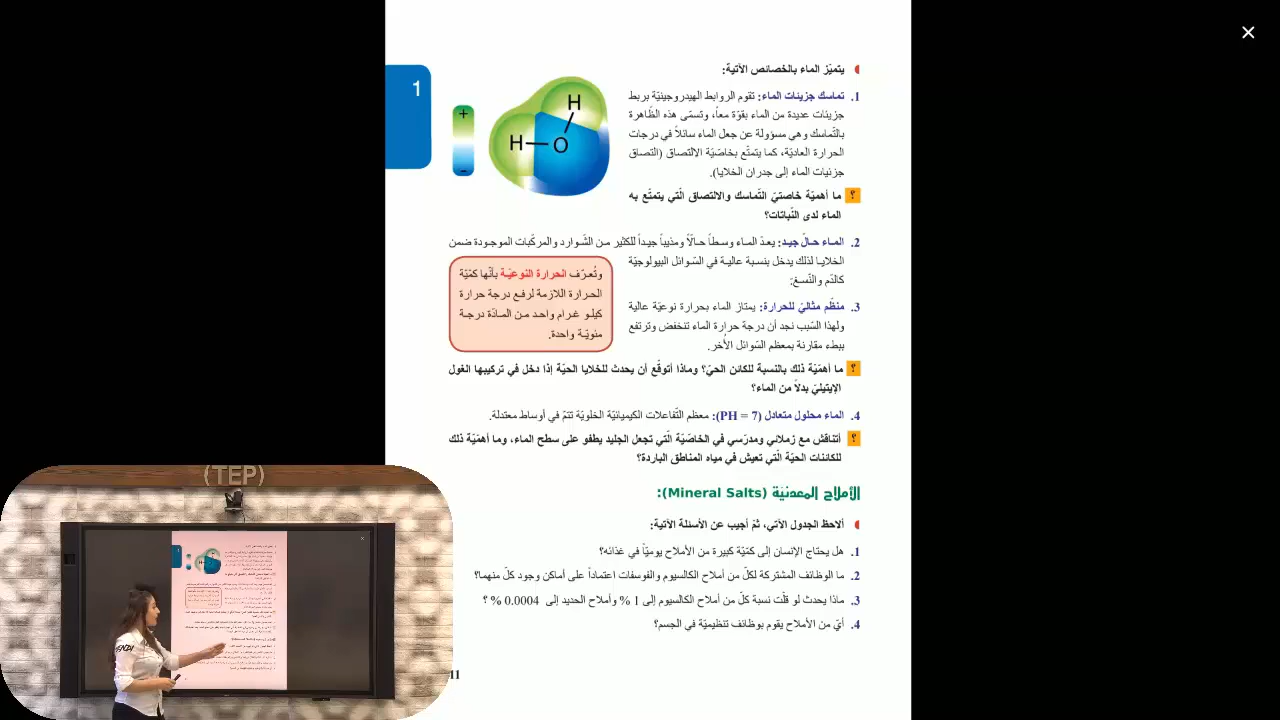 1
يتميّز الماء بالخصائص الآتية:
1. تماسك جزيئات الماء: تقوم الروابط الهيدروجينيّة بربط
جزيئات عديدة من الماء بقوّة معاً، وتسمّى هذه الظّاهرة
بالتّماسك وهي مسؤولة عن جعل الماء سائلاً في درجات
الحرارة العاديّة، كما يتمتّع بخاصّية الالتصاق (التصاق
جزئيات الماء إلى جدران الخلايا).
+
-
H
H
O
؟ ما أهميّة خاصتيّ التّماسك والالتصاق الّتي يتمتّع به
الماء لدى النّباتات؟
2. الماء حالّ جيد: يعدّ الماء وسطاً حالّاً ومذيباً جيداً للكثير من الشّوارد والمركّبات الموجودة ضمن
الخلايا لذلك يدخل بنسبة عالية في السّوائل البيولوجيّة
كالدّم والنّسغ.
وتُعرّف الحرارة النوعيّة بأنّها كمّيّة
الحرارة اللازمة لرفع درجة حرارة
كيلو غرام واحد من المادّة درجة
مئويّة واحدة.
3. منظّم مثاليّ للحرارة: يمتاز الماء بحرارة نوعيّة عالية
ولهذا السّبب نجد أن درجة حرارة الماء تنخفض وترتفع
ببطء مقارنة بمعظم السّوائل الأُخر.
؟ ما أهمّيّة ذلك بالنسبة للكائن الحيّ؟ وماذا أتوقّع أن يحدث للخلايا الحيّة إذا دخل في تركيبها الغول
الإيتيليّ بدلاً من الماء؟
4. الماء محلول متعادل (PH = 7): معظم التّفاعلات الكيميائيّة الخلويّة تتمّ في أوساط معتدلة.
؟ أتناقش مع زملائي ومدرّسي في الخاصّيّة الّتي تجعل الجليد يطفو على سطح الماء، وما أهمّيّة ذلك
للكائنات الحيّة الّتي تعيش في مياه المناطق الباردة؟
الأملاح المعدنيّة (Mineral Salts):
ألاحظ الجدول الآتي، ثمّ أجيب عن الأسئلة الآتية:
1. هل يحتاج الإنسان إلى كمّيّة كبيرة من الأملاح يوميّاً في غذائه؟
2. ما الوظائف المشتركة لكلّ من أملاح الكالسيوم والفوسفات اعتماداً على أماكن وجود كلّ منهما؟
3. ماذا يحدث لو قلّت نسبة كلّ من أملاح الكالسيوم إلى 1 % وأملاح الحديد إلى 0.0004 % ؟
4. أيّ من الأملاح يقوم بوظائف تنظيميّة في الجسم؟
11
(TEP)